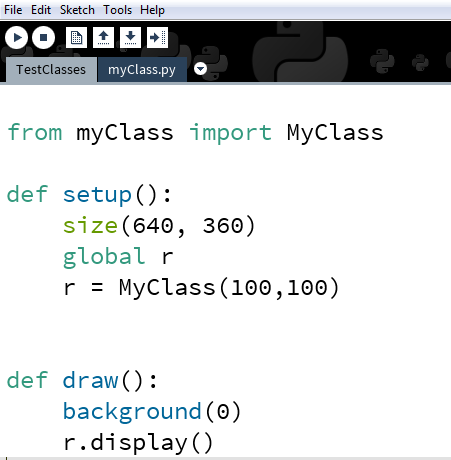 File Edit Sketch Tools Help
TestClasses myClass.py
from myClass import MyClass
def setup():
    size(640, 360)
    global r
    r = MyClass(100,100)
def draw():
    background(0)
    r.display()